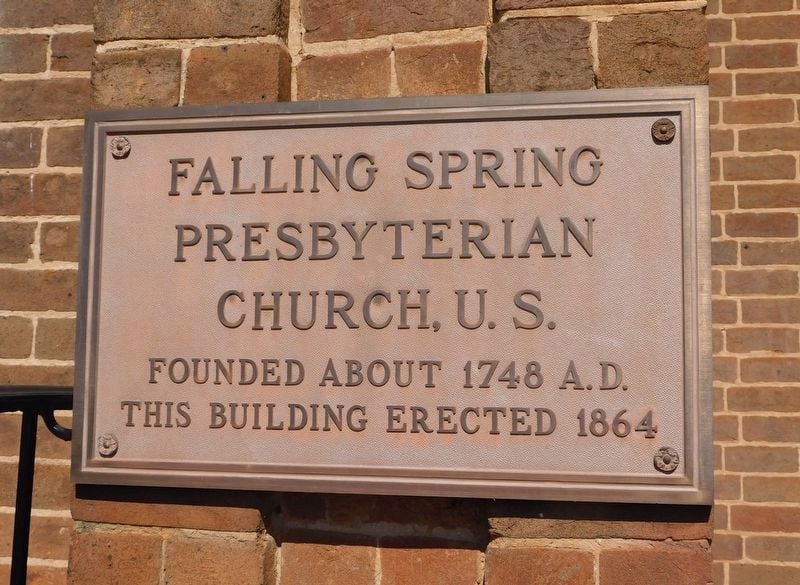 FALLING SPRING
PRESBYTERIAN
CHURCH, U. S.
FOUNDED ABOUT 1748 A.D.
THIS BUILDING ERECTED 1864